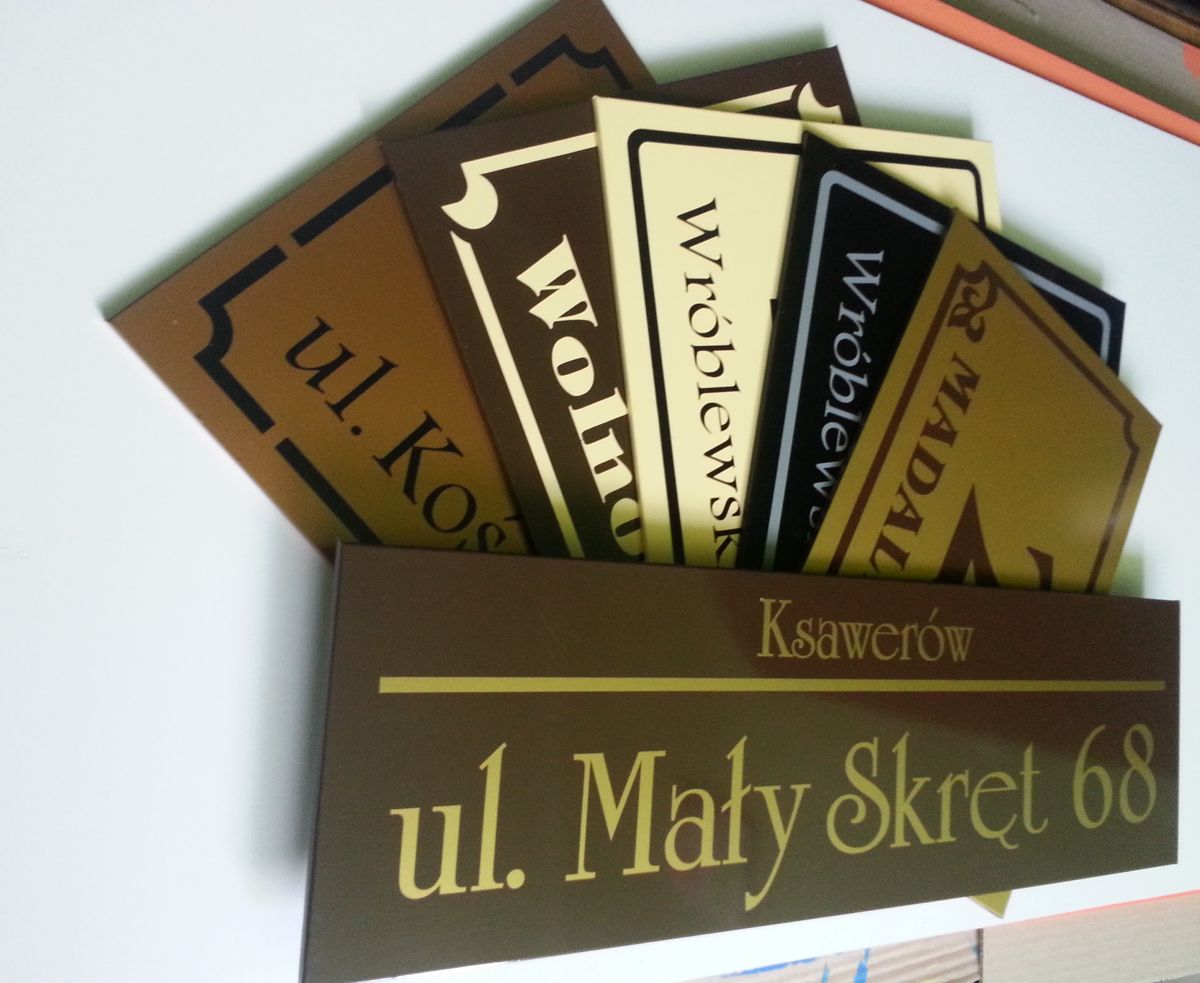 ul. Koś
Wolno
Wróblewsk
Wróblews
MADAL
Ksawerów
ul. Mały Skręt 68